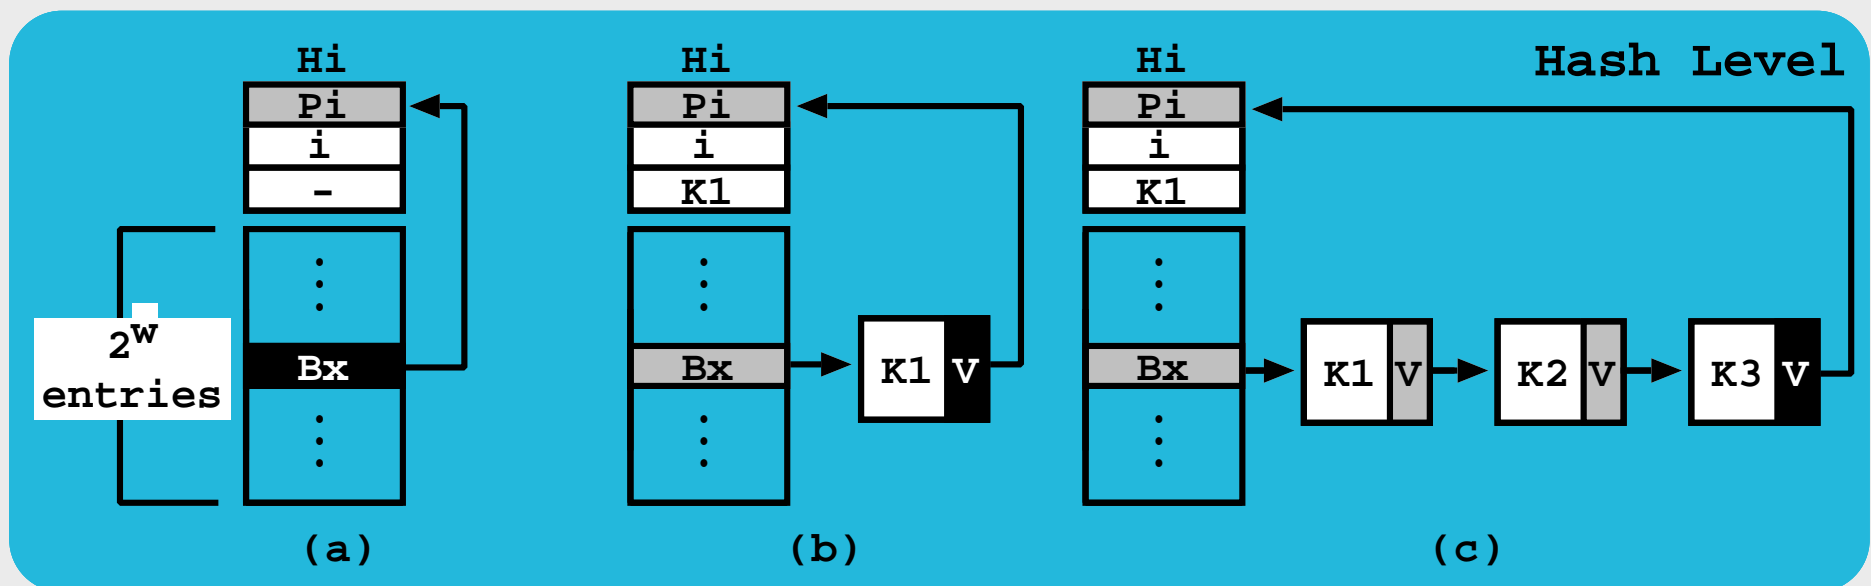 Hash Level
Hi
Pi
i
-
2w
entries
Bx
(a)
Hi
Pi
i
K1
Bx
K1 V
(b)
Hi
Pi
i
K1
Bx
K1 V
K2 V
K3 V
(c)